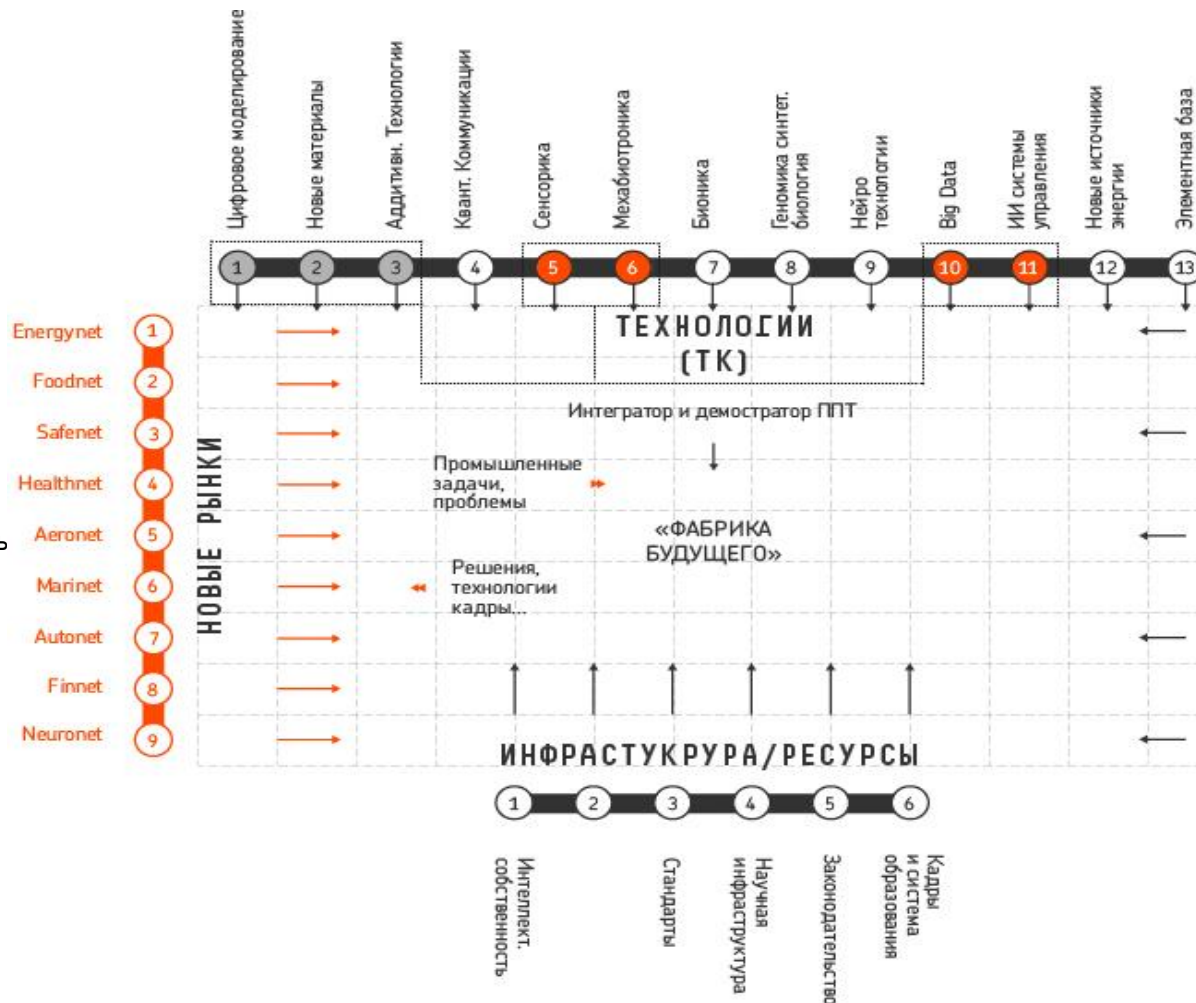 Цифровое моделирование
Новые материалы
Аддитивн. Технологии
Квант. Коммуникации
Сенсорика
Мехабиотроника
Бионика
Геномика синтет.
биология
Нейро
технологии
Big Data
ИИ системы
управления
Новые источники
энергии
Элементная база
1
2
3
4
5
6
7
8
9
10
11
12
13
ТЕХНОЛОГИИ
(ТК)
Energynet 1
Foodnet 2
Safenet 3
Healthnet 4
Aeronet 5
Marinet 6
Autonet 7
Finnet 8
Neuronet 9
НОВЫЕ РЫНКИ
Интегратор и демостратор ППТ
Промышленные
задачи,
проблемы
«ФАБРИКА
БУДУЩЕГО»
Решения,
технологии
кадры...
ИНФРАСТУКРУРА/РЕСУРСЫ
1
2
3
4
5
6
Интеллект.
собственность
Стандарты
Научная
инфраструктура
Законодательство
Кадры
и система
образования